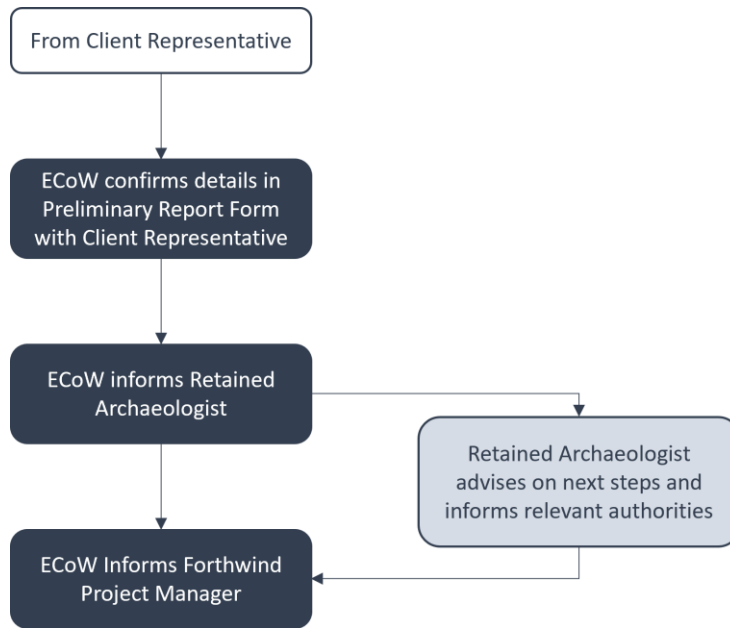 From Client Representative
ECoW confirms details in
Preliminary Report Form
with Client Representative
ECoW informs Retained
Archaeologist
Retained Archaeologist
advises on next steps and
informs relevant authorities
ECoW Informs Forthwind
Project Manager